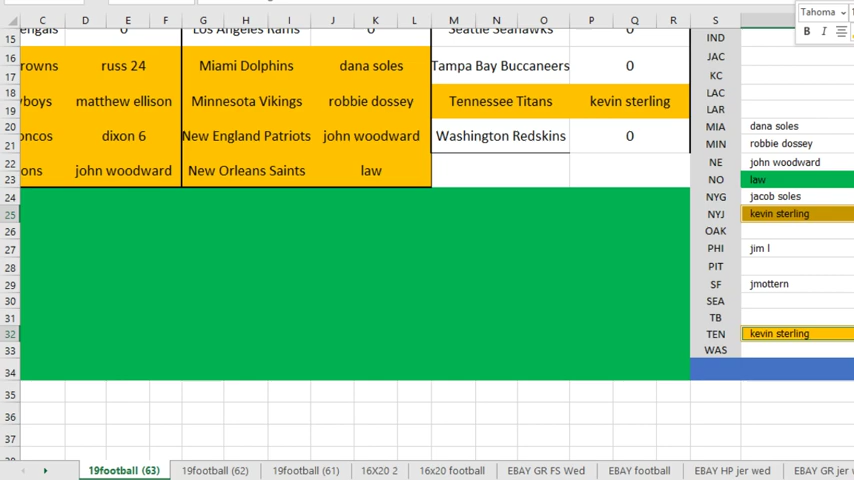 C D E F G H I J K L M N O P Q R S
Tahoma
B I
15 engals 0 Los Angeles Rams 0 Seattle Seahawks 0 IND
16 rowns russ 24 Miami Dolphins dana soles Tampa Bay Buccaneers 0 JAC
17 KC
18 wboys matthew ellison Minnesota Vikings robbie dossey Tennessee Titans kevin sterling LAC
19 LAR
20 MIA dana soles
21 oncos dixon 6 New England Patriots john woodward Washington Redskins 0 MIN robbie dossey
22 NE john woodward
23 ons john woodward New Orleans Saints law NO law
24 NYG jacob soles
25 NYJ kevin sterling
26 OAK
27 PHI jim l
28 PIT
29 SF jmottern
30 SEA
31 TB
32 TEN kevin sterling
33 WAS
34
35
36
37
19football (63) 19football (62) 19football (61) 16X20 2 16x20 football EBAY GR FS Wed EBAY football EBAY HP jer wed EBAY GR jer w